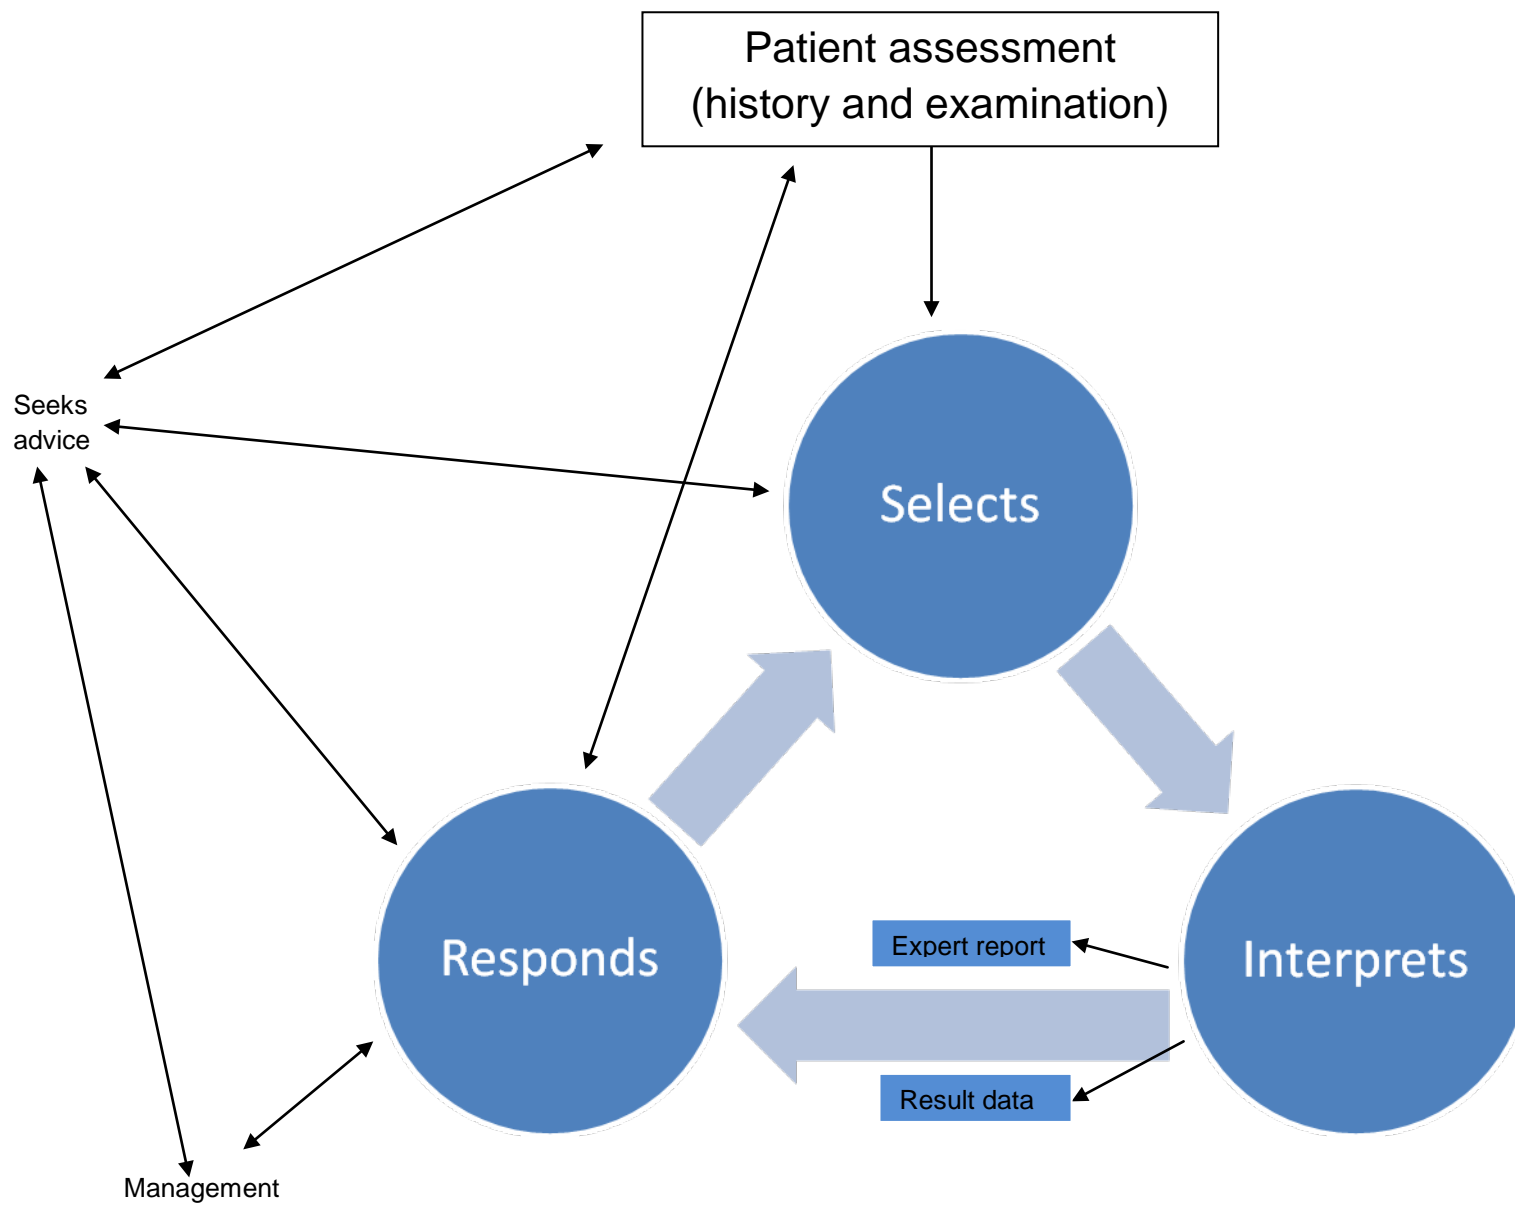 Patient assessment
(history and examination)
Seeks
advice
Selects
Responds
Expert report
Interprets
Result data
Management